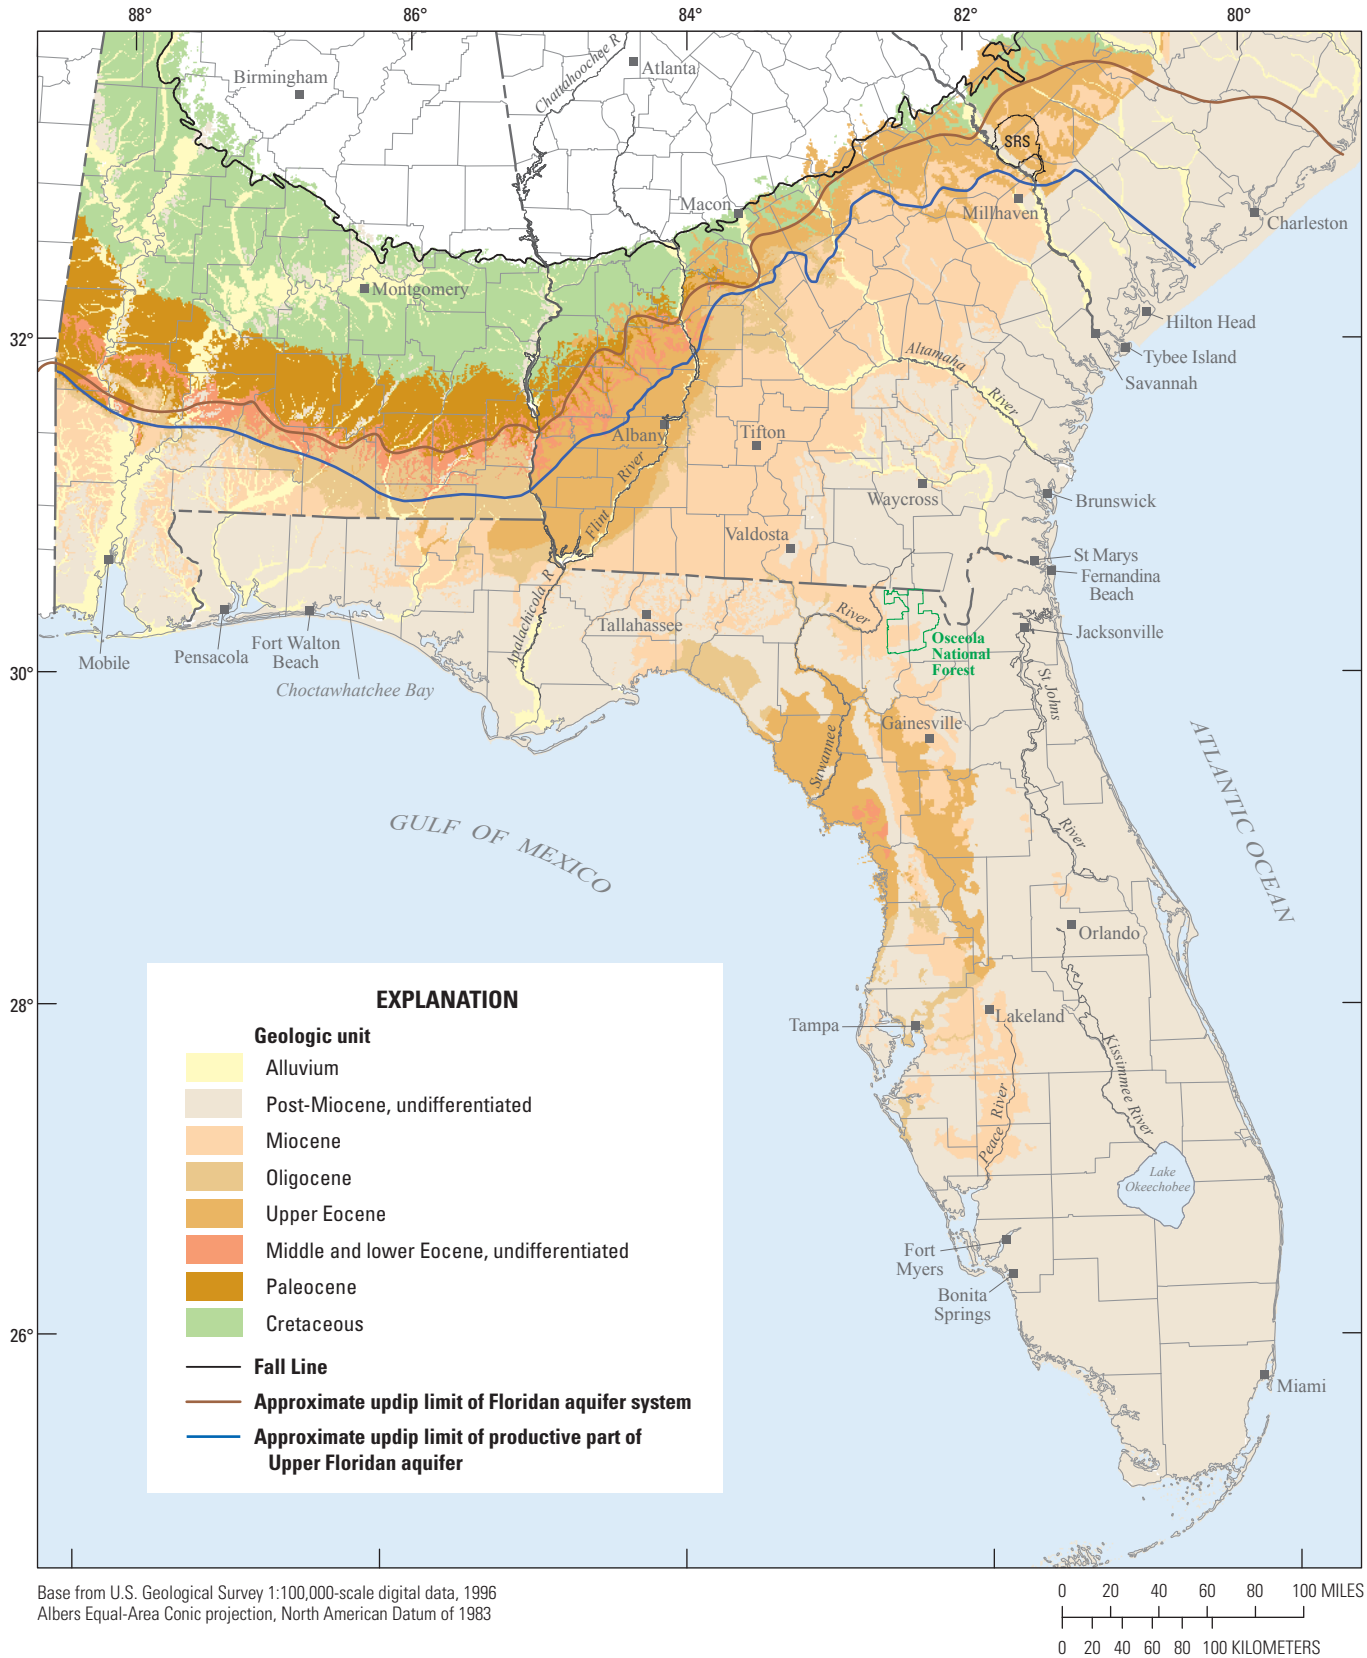 88°
86°
84°
82°
80°
Birmingham
Chattahoochee R
Atlanta
SRS
Macon
Millhaven
Charleston
Montgomery
Hilton Head
32°
Altamaha
River
Tybee Island
Savannah
Albany
Tifton
River
Flint
Waycross
Brunswick
Valdosta
St Marys
Fernandina
Beach
Apalachicola R
Tallahassee
River
Osceola
National
Forest
Jacksonville
Mobile
Pensacola
Fort Walton
Beach
Choctawhatchee Bay
30°
St Johns
River
Gainesville
Suwannee
ATLANTIC OCEAN
GULF OF MEXICO
Orlando
28°
Tampa
Lakeland
Kissimmee River
Peace River
Lake
Okeechobee
Fort
Myers
Bonita
Springs
26°
Miami
EXPLANATION
Geologic unit
Alluvium
Post-Miocene, undifferentiated
Miocene
Oligocene
Upper Eocene
Middle and lower Eocene, undifferentiated
Paleocene
Cretaceous
Fall Line
Approximate updip limit of Floridan aquifer system
Approximate updip limit of productive part of
Upper Floridan aquifer
Base from U.S. Geological Survey 1:100,000-scale digital data, 1996
Albers Equal-Area Conic projection, North American Datum of 1983
0 20 40 60 80 100 MILES
0 20 40 60 80 100 KILOMETERS